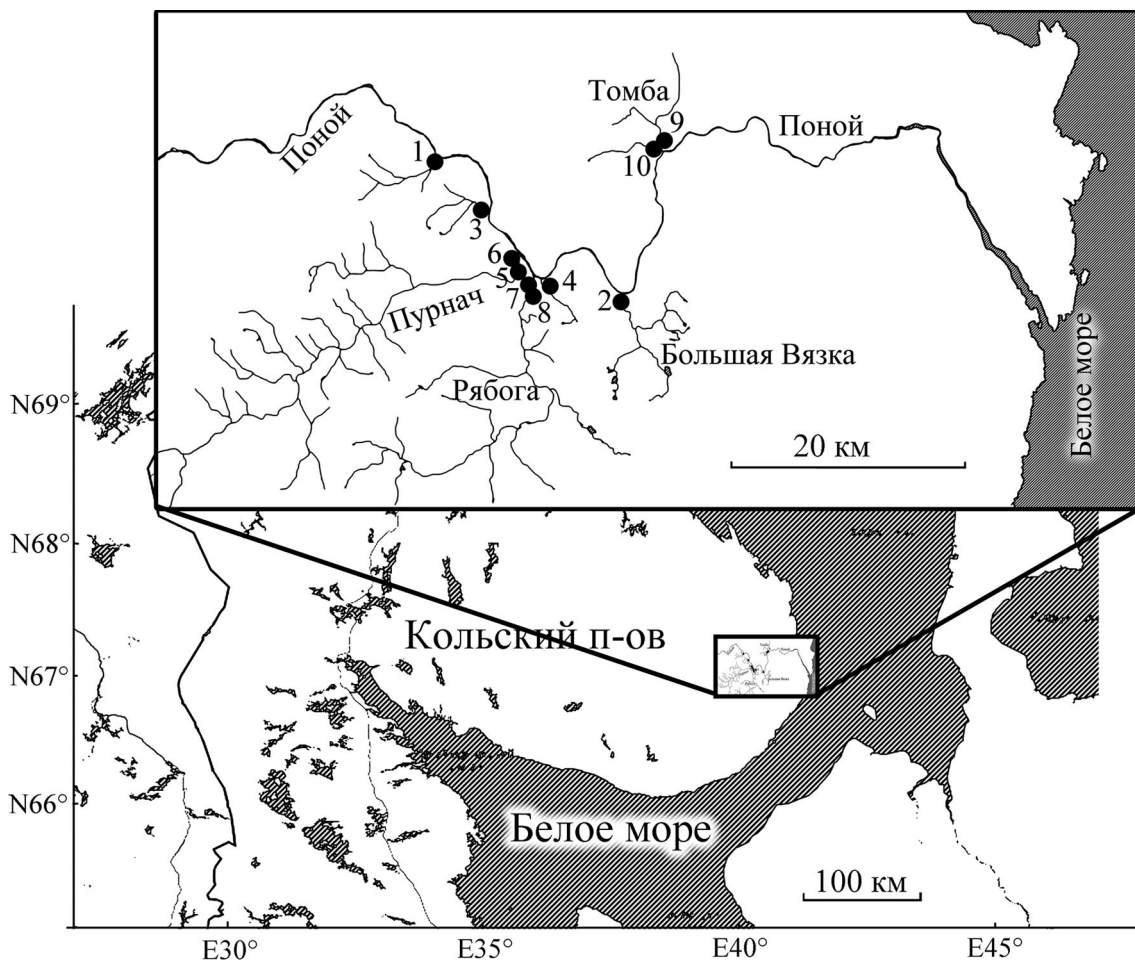 Томба
9
Поной
Поной
1
10
3
6
5
4
7
8
2
Пурнач
Большая Вязка
Рябога
Белое море
20 км
N69°
N68°
N67°
N66°
Кольский п-ов
Белое море
100 км
E30°
E35°
E40°
E45°